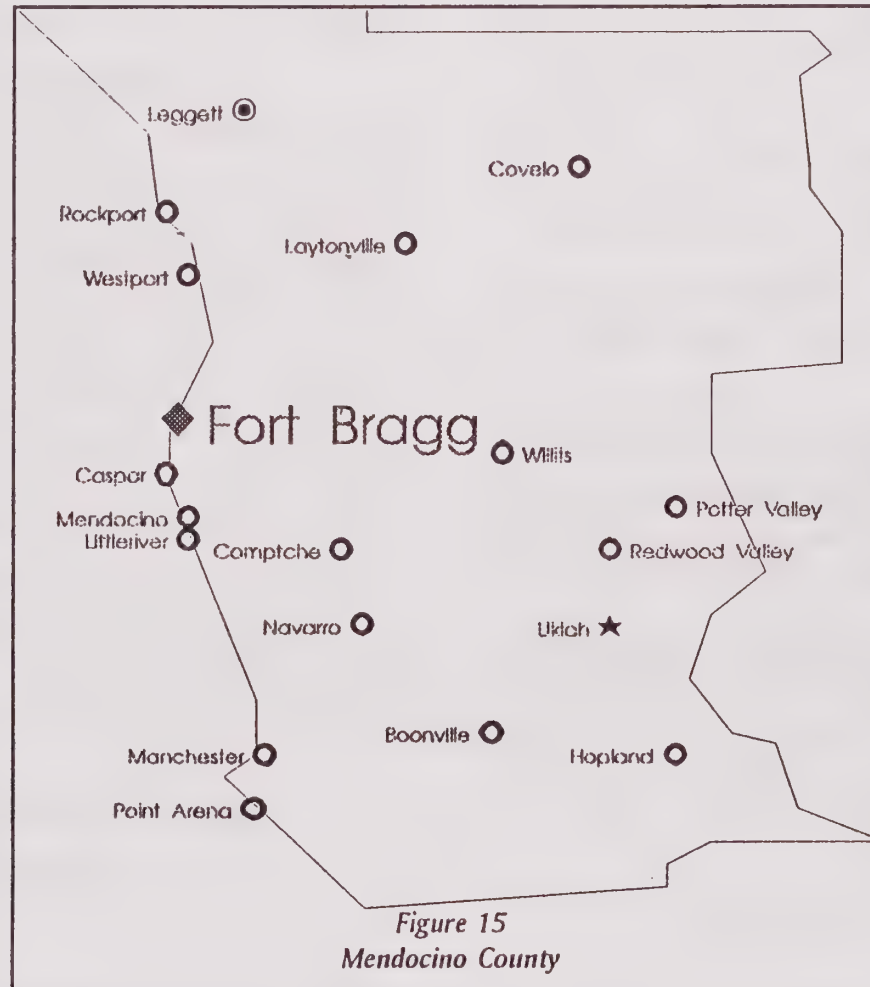 Leggett
Covelo
Rockport
Laytonville
Westport
Fort Bragg
Willits
Caspar
Potter Valley
Mendocino
Littleriver
Comptche
Redwood Valley
Navarro
Ukiah
Boonville
Manchester
Hopland
Point Arena
Figure 15
Mendocino County